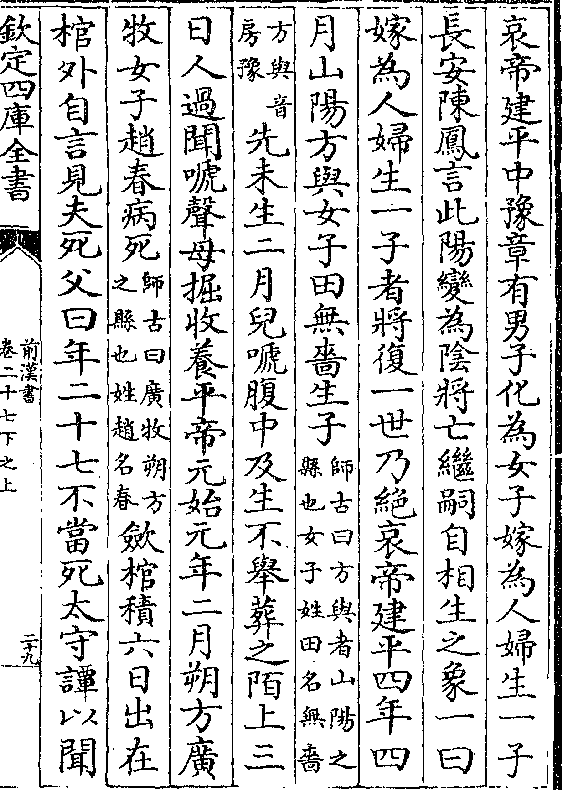 哀帝建平中豫章有男子化為女子嫁為人婦生一子
長安陳鳳言此陽變為陰將亡繼嗣自相生之象一曰
嫁為人婦生一子者將復一世乃絕哀帝建平四年四
月山陽方與女子田無嗇生子師古曰方與者山陽之縣也女子姓田名無嗇
方與音房豫先未生二月兒嗁腹中及生不舉葬之陌上三
日人過聞嗁聲母掘收養平帝元始元年二月朔方廣
牧女子趙春病死師古曰廣牧朔方之縣也姓趙名春歛棺積六日出在
棺外自言見夫死父曰年二十七不當死太守譚以聞
欽定四庫全書
前漢書
卷二十七下之上
二十九